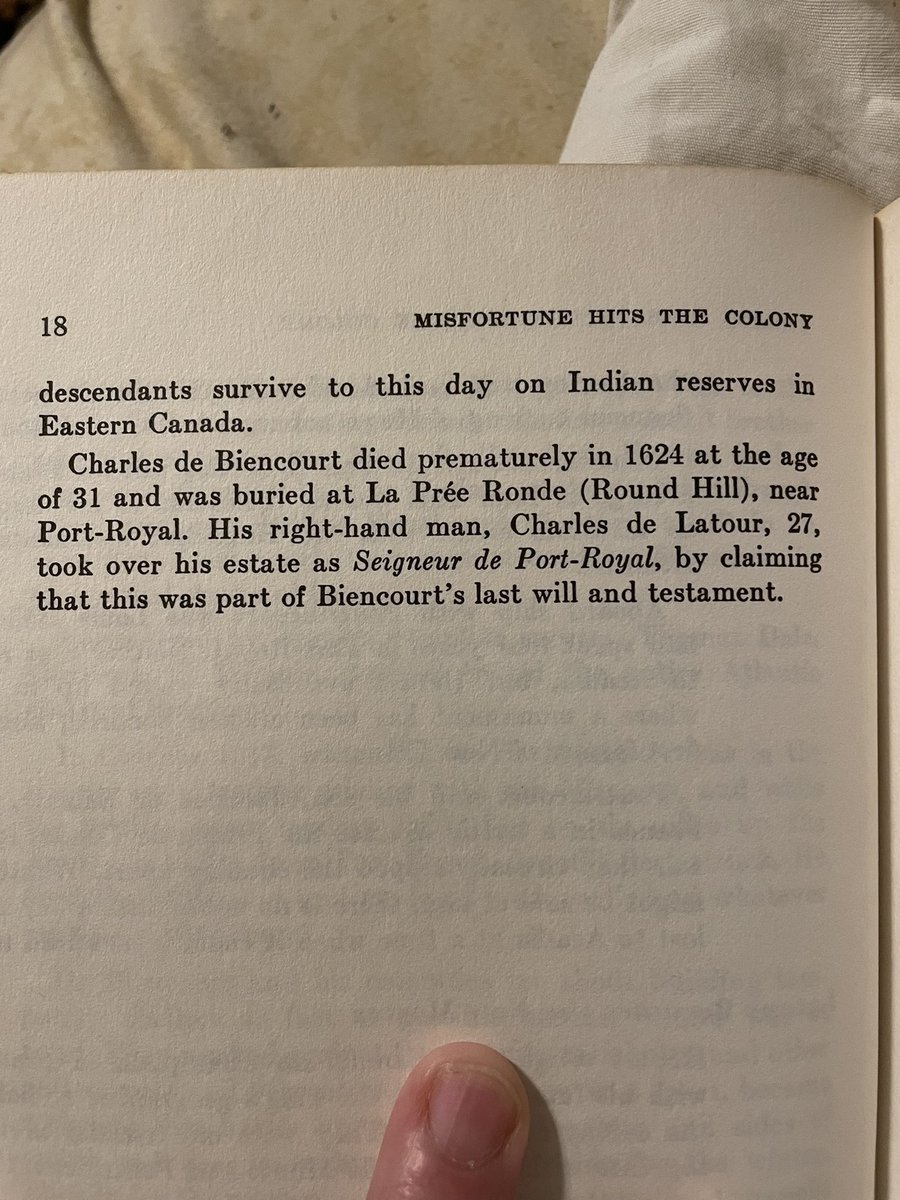 18 MISFORTUNE HITS THE COLONY
descendants survive to this day on Indian reserves in
Eastern Canada.
Charles de Biencourt died prematurely in 1624 at the age
of 31 and was buried at La Prée Ronde (Round Hill), near
Port-Royal. His right-hand man, Charles de Latour, 27,
took over his estate as Seigneur de Port-Royal, by claiming
that this was part of Biencourt's last will and testament.